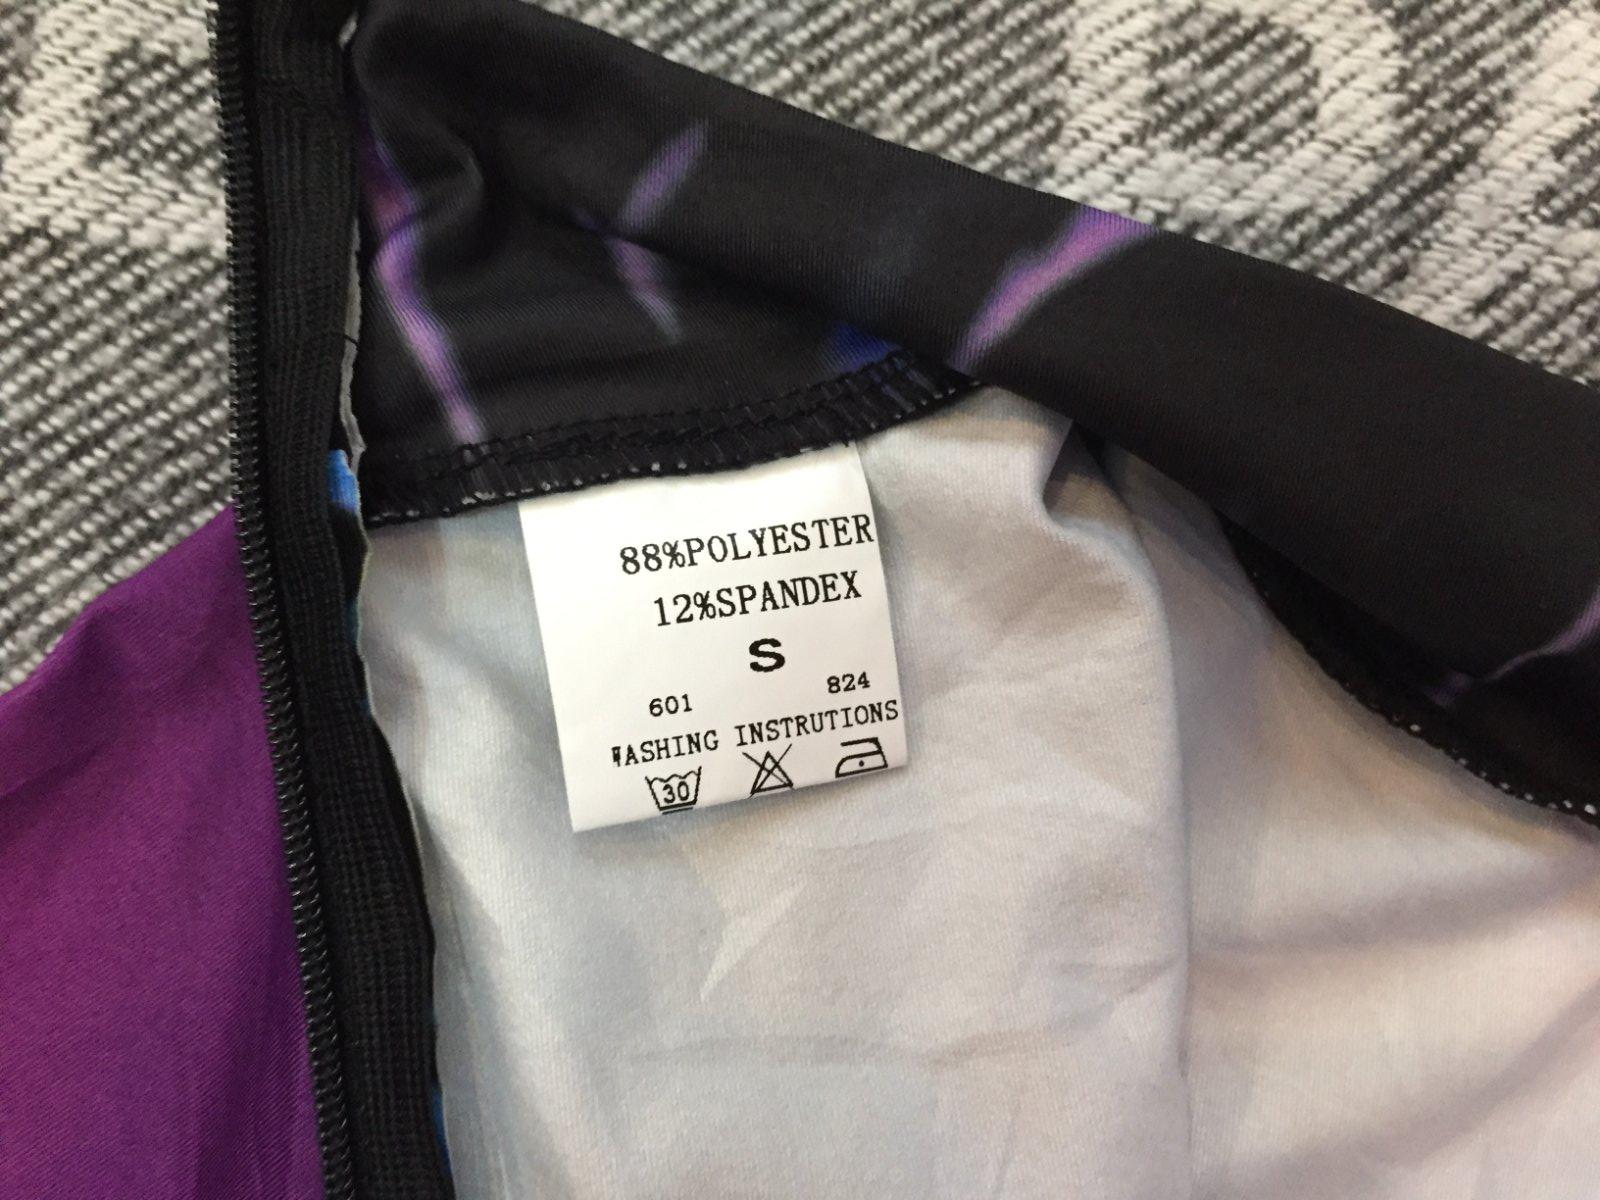 88%POLYESTER
12%SPANDEX
S
601 824
WASHING INSTRUTIONS
30